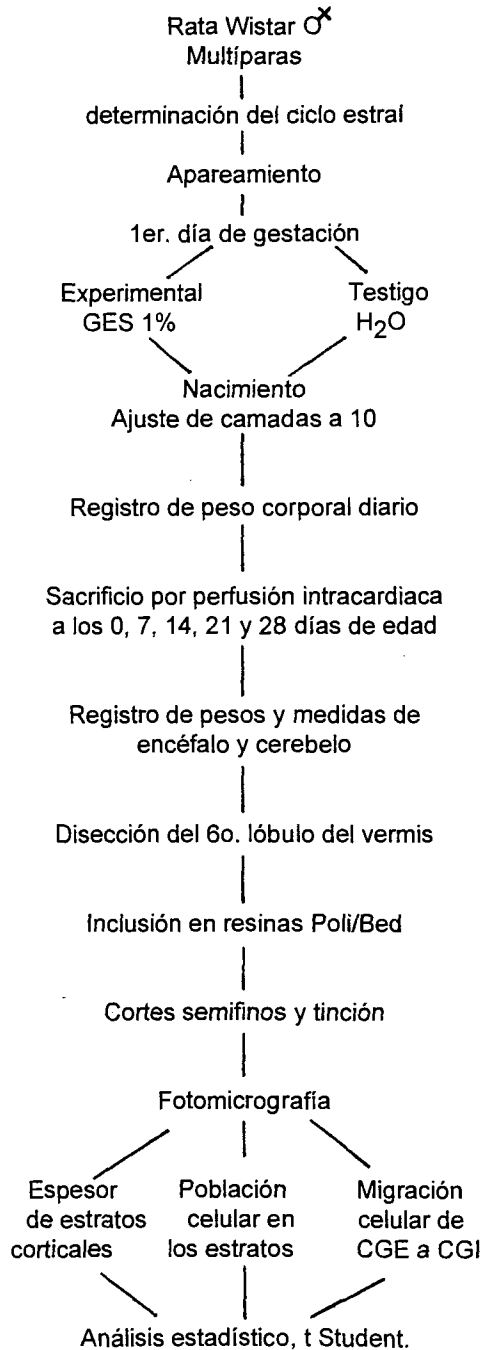 Rata Wistar
Multíparas
determinación del ciclo estral
Apareamiento
1er. día de gestación
Experimental
GES 1%
Testigo
H₂O
Nacimiento
Ajuste de camadas a 10
Registro de peso corporal diario
Sacrificio por perfusión intracardiaca
a los 0, 7, 14, 21 y 28 días de edad
Registro de pesos y medidas de
encéfalo y cerebelo
Disección del 6o. lóbulo del vermis
Inclusión en resinas Poli/Bed
Cortes semifinos y tinción
Fotomicrografía
Espesor
de estratos
corticales
Población
celular en
los estratos
Migración
celular de
CGE a CGI
Análisis estadístico, t Student.